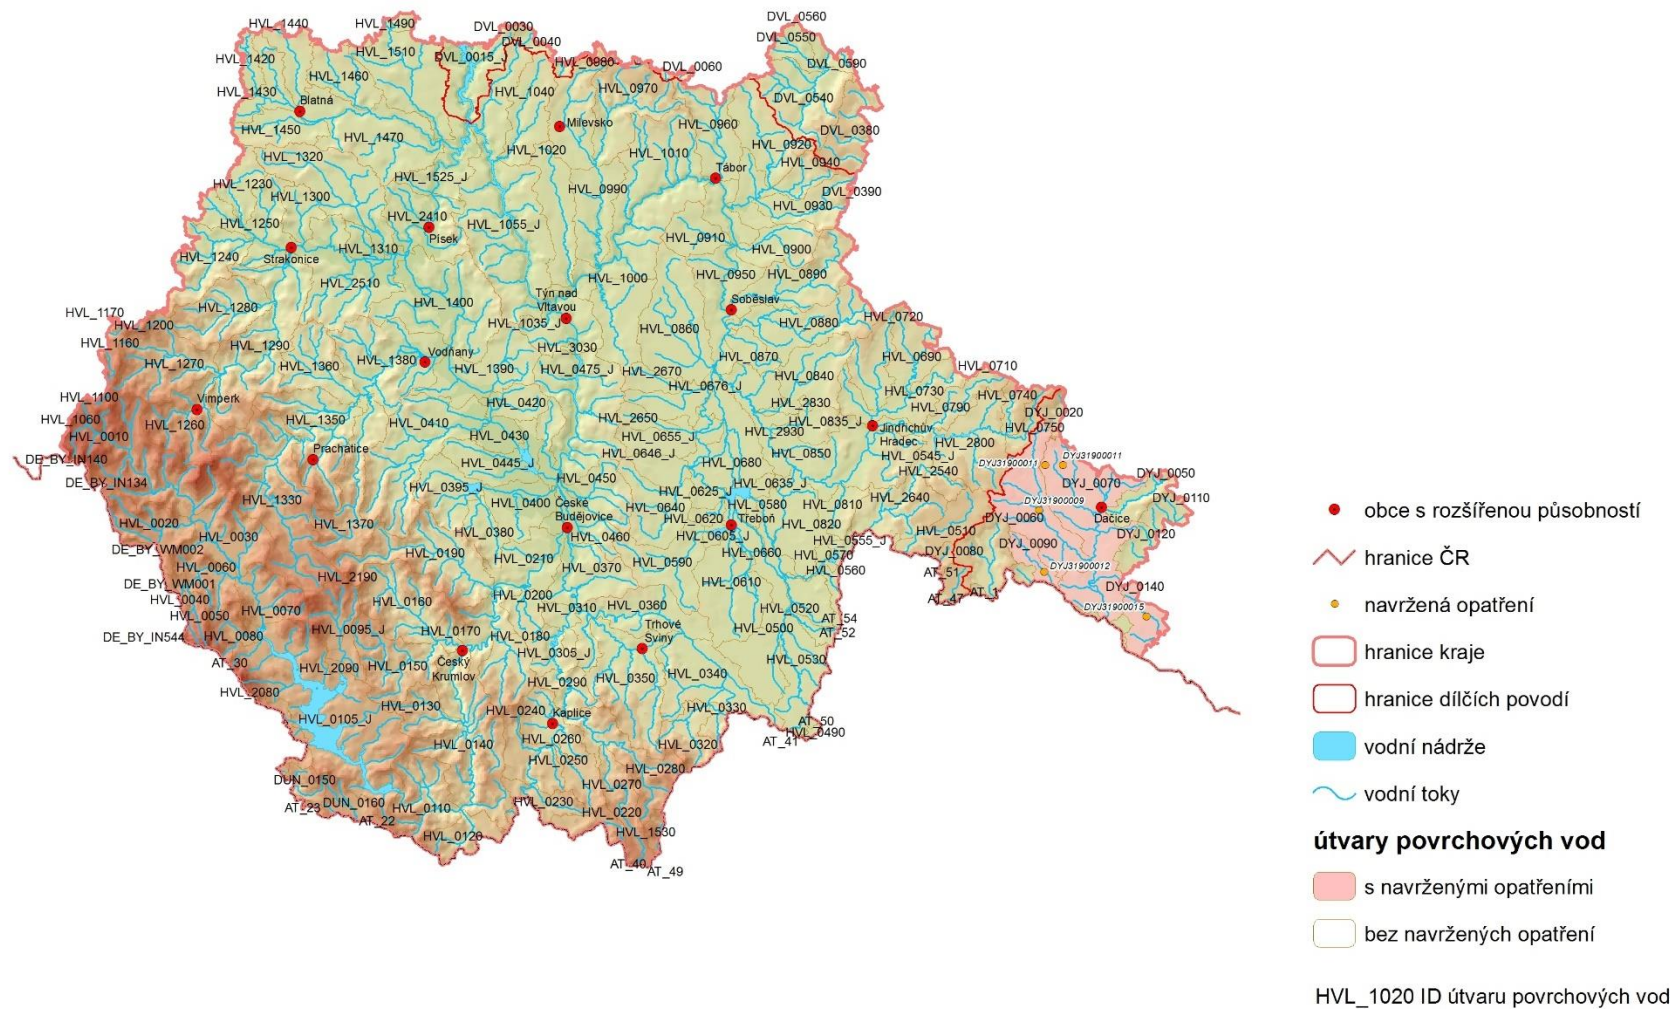 HVL_1440
HVL_1490
DVL_0030
DVL_0560
HVL_1420
HVL_1510
DVL_0015_J
DVL_0040
DVL_0550
HVL_1460
HVL_0980
DVL_0060
DVL_0590
HVL_1430
Blatná
HVL_1040
HVL_0970
DVL_0540
HVL_1450
HVL_1470
Milevsko
HVL_0960
DVL_0380
HVL_1320
HVL_1020
HVL_1010
HVL_0920
HVL_0940
HVL_1230
HVL_1525_J
Tábor
HVL_1300
HVL_0990
DVL_0390
HVL_0930
HVL_1250
HVL_2410
HVL_1055_J
Písek
HVL_0910
HVL_1310
HVL_0900
HVL_1240
Strakonice
HVL_1000
HVL_0950
HVL_0890
HVL_2510
HVL_1280
HVL_1400
Týn nad
Vltavou
Soběslav
HVL_1170
HVL_1200
HVL_1035_J
HVL_0860
HVL_0880
HVL_0720
HVL_1160
HVL_1290
HVL_3030
HVL_1270
HVL_1360
HVL_1380
Vodňany
HVL_1390
HVL_0475_J
HVL_2670
HVL_0870
HVL_0690
HVL_0710
HVL_0676_J
HVL_0840
HVL_1100
Vimperk
HVL_0420
HVL_2830
HVL_0730
HVL_0740
HVL_1060
HVL_1260
HVL_1350
HVL_0410
HVL_2650
HVL_0835_J
HVL_0790
DYJ_0020
HVL_0010
HVL_0430
HVL_0655_J
HVL_2930
Jindřichův
Hradec
HVL_0750
DE_BY_IN140
Prachatice
HVL_0445_J
HVL_0646_J
HVL_0680
HVL_0850
HVL_2800
HVL_0545_J
DYJ31900011
DYJ31900011
DE_BY_IN134
HVL_0395_J
HVL_0450
HVL_0625_J
HVL_0635_J
HVL_2540
DYJ_0070
DYJ_0050
HVL_1330
HVL_0400
České
Budějovice
HVL_0640
HVL_0580
HVL_0810
HVL_2640
DYJ31900009
DYJ_0110
HVL_0020
HVL_1370
HVL_0380
HVL_0620
Třeboň
HVL_0820
DYJ_0060
Dačice
HVL_0030
HVL_0460
HVL_0605_J
HVL_0555_J
HVL_0510
DYJ_0120
DE_BY_WM002
HVL_0190
HVL_0210
HVL_0660
HVL_0570
DYJ_0080
DYJ_0090
HVL_0060
HVL_2190
HVL_0370
HVL_0590
HVL_0560
AT_51
DYJ31900012
DE_BY_WM001
HVL_0610
DYJ_0140
HVL_0040
HVL_0160
HVL_0200
HVL_0310
HVL_0360
HVL_0520
AT_47
HVL_0050
HVL_0070
DYJ31900015
DE_BY_IN544
HVL_0080
HVL_0095_J
HVL_0170
HVL_0180
Trhové
Sviny
HVL_0500
AT_54
AT_52
AT_30
HVL_2090
HVL_0150
Český
Krumlov
HVL_0305_J
HVL_0530
HVL_2080
HVL_0290
HVL_0350
HVL_0340
HVL_0105_J
HVL_0130
HVL_0240
Kaplice
HVL_0330
AT_50
HVL_0490
AT_41
HVL_0140
HVL_0260
HVL_0320
HVL_0250
HVL_0280
DUN_0150
HVL_0270
AT_23
DUN_0160
HVL_0110
HVL_0230
HVL_0220
AT_22
HVL_0120
HVL_1530
AT_40
AT_49
obce s rozšířenou působností
hranice ČR
navržená opatření
hranice kraje
hranice dílčích povodí
vodní nádrže
vodní toky
útvary povrchových vod
s navrženými opatřeními
bez navržených opatření
HVL_1020 ID útvaru povrchových vod